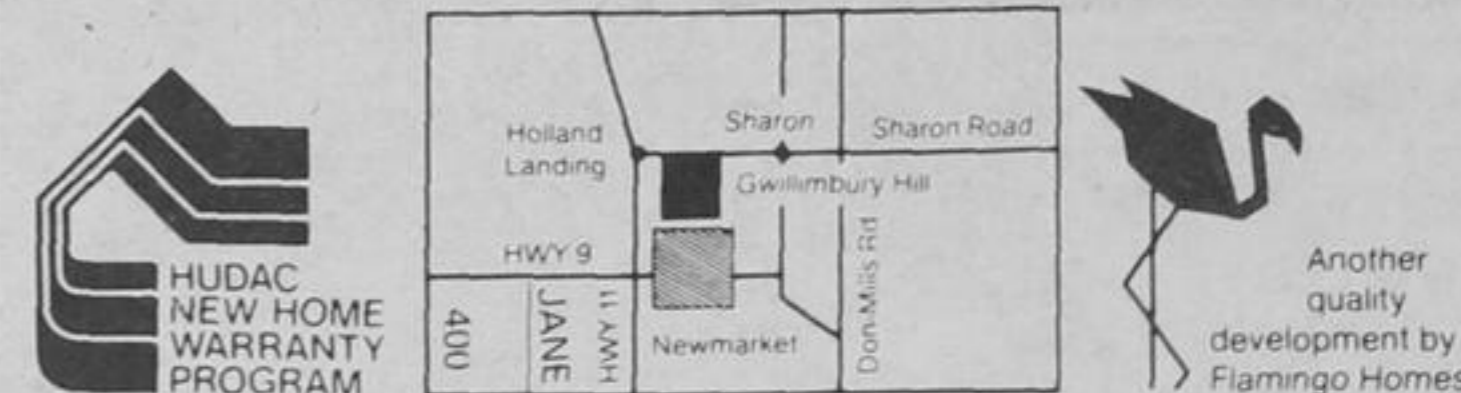 HUDAC
NEW HOME
WARRANTY
PROGRAM
Holland
Landing
Sharon
Sharon Road
Gwillimbury Hill
HWY 9
400
JANE
HWY 11
Newmarket
Don Mills Rd
Another
quality
development by
Flamingo Homes